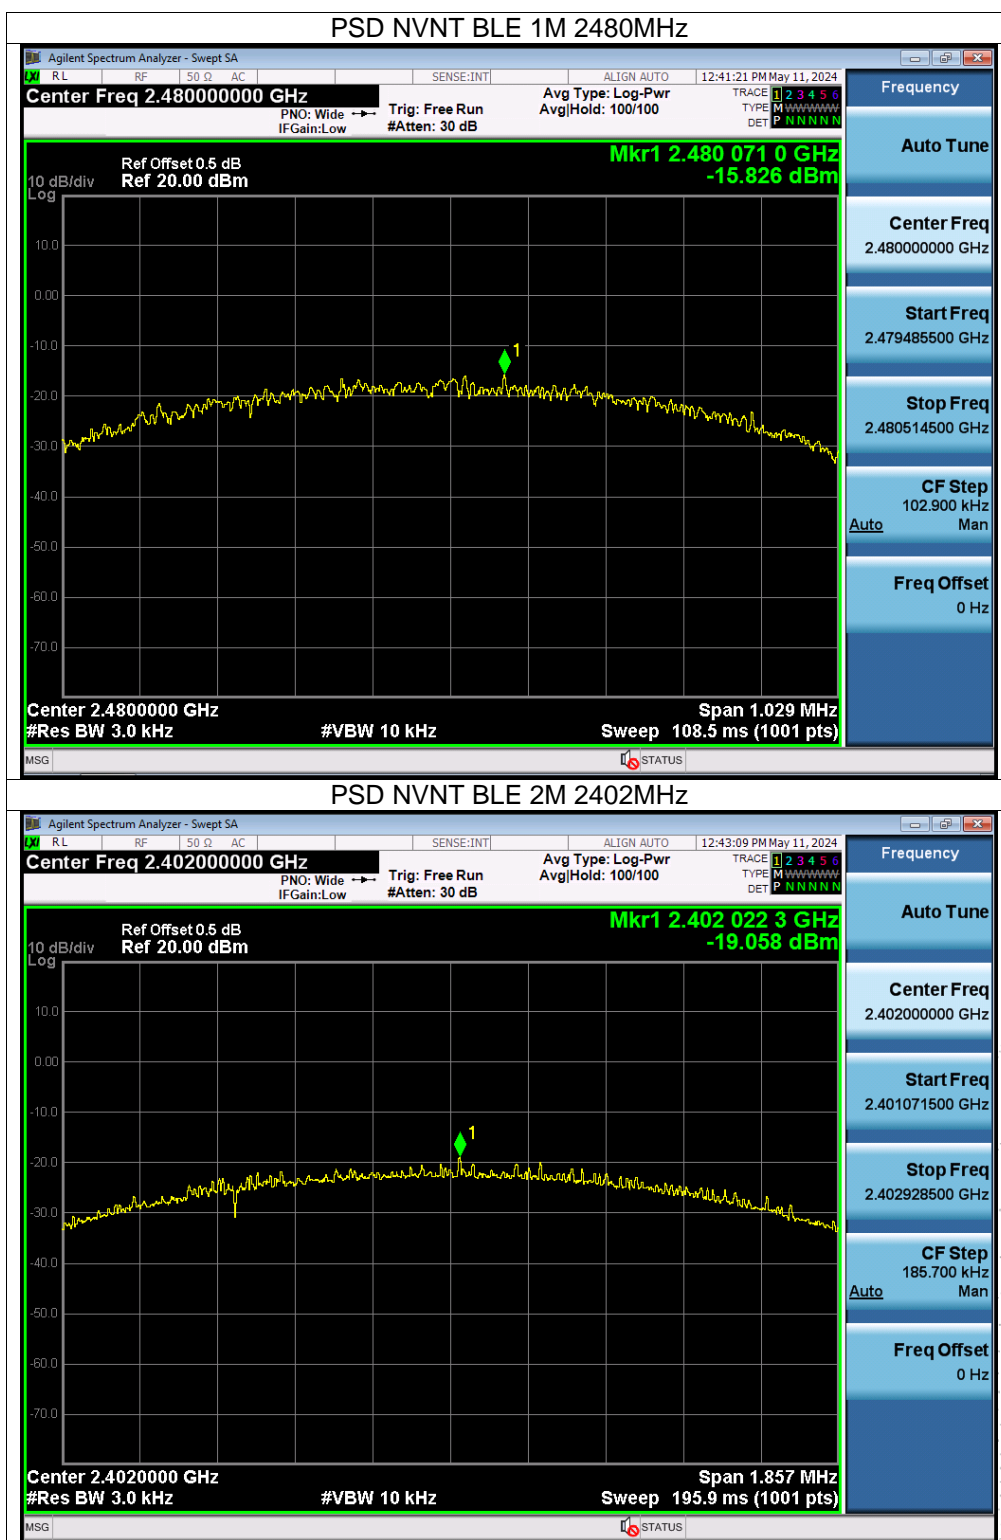 PSD NVNT BLE 1M 2480MHz
Agilent Spectrum Analyzer - Swept SA
LXI RL RF 50 Ω AC SENSE:INT ALIGN AUTO 12:41:21 PM May 11, 2024
Center Freq 2.480000000 GHz
PNO: Wide
IFGain:Low
Trig: Free Run
#Atten: 30 dB
Avg Type: Log-Pwr
Avg|Hold: 100/100
TRACE 1 2 3 4 5 6
TYPE M WWWWW
DET P N N N N N
Ref Offset 0.5 dB
Ref 20.00 dBm
10 dB/div
Log
Mkr1 2.480 071 0 GHz
-15.826 dBm
1
10.0
0.00
-10.0
-20.0
-30.0
-40.0
-50.0
-60.0
-70.0
Center 2.4800000 GHz
Span 1.029 MHz
#Res BW 3.0 kHz #VBW 10 kHz Sweep 108.5 ms (1001 pts)
MSG STATUS
Frequency
Auto Tune
Center Freq
2.480000000 GHz
Start Freq
2.479485500 GHz
Stop Freq
2.480514500 GHz
CF Step
102.900 kHz
Auto Man
Freq Offset
0 Hz
PSD NVNT BLE 2M 2402MHz
Agilent Spectrum Analyzer - Swept SA
LXI RL RF 50 Ω AC SENSE:INT ALIGN AUTO 12:43:09 PM May 11, 2024
Center Freq 2.402000000 GHz
PNO: Wide
IFGain:Low
Trig: Free Run
#Atten: 30 dB
Avg Type: Log-Pwr
Avg|Hold: 100/100
TRACE 1 2 3 4 5 6
TYPE M WWWWW
DET P N N N N N
Ref Offset 0.5 dB
Ref 20.00 dBm
10 dB/div
Log
Mkr1 2.402 022 3 GHz
-19.058 dBm
1
10.0
0.00
-10.0
-20.0
-30.0
-40.0
-50.0
-60.0
-70.0
Center 2.4020000 GHz
Span 1.857 MHz
#Res BW 3.0 kHz #VBW 10 kHz Sweep 195.9 ms (1001 pts)
MSG STATUS
Frequency
Auto Tune
Center Freq
2.402000000 GHz
Start Freq
2.401071500 GHz
Stop Freq
2.402928500 GHz
CF Step
185.700 kHz
Auto Man
Freq Offset
0 Hz